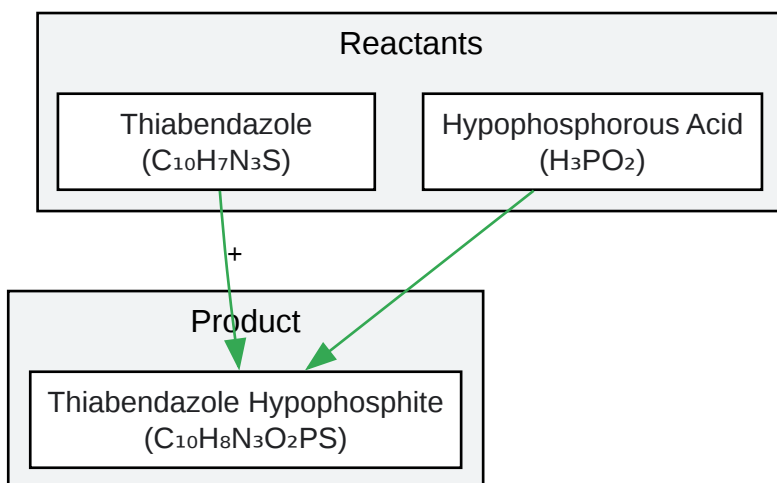 Reactants
Thiabendazole
(C₁₀H₇N₃S)
Hypophosphorous Acid
(H₃PO₂)
+
Product
Thiabendazole Hypophosphite
(C₁₀H₈N₃O₂PS)